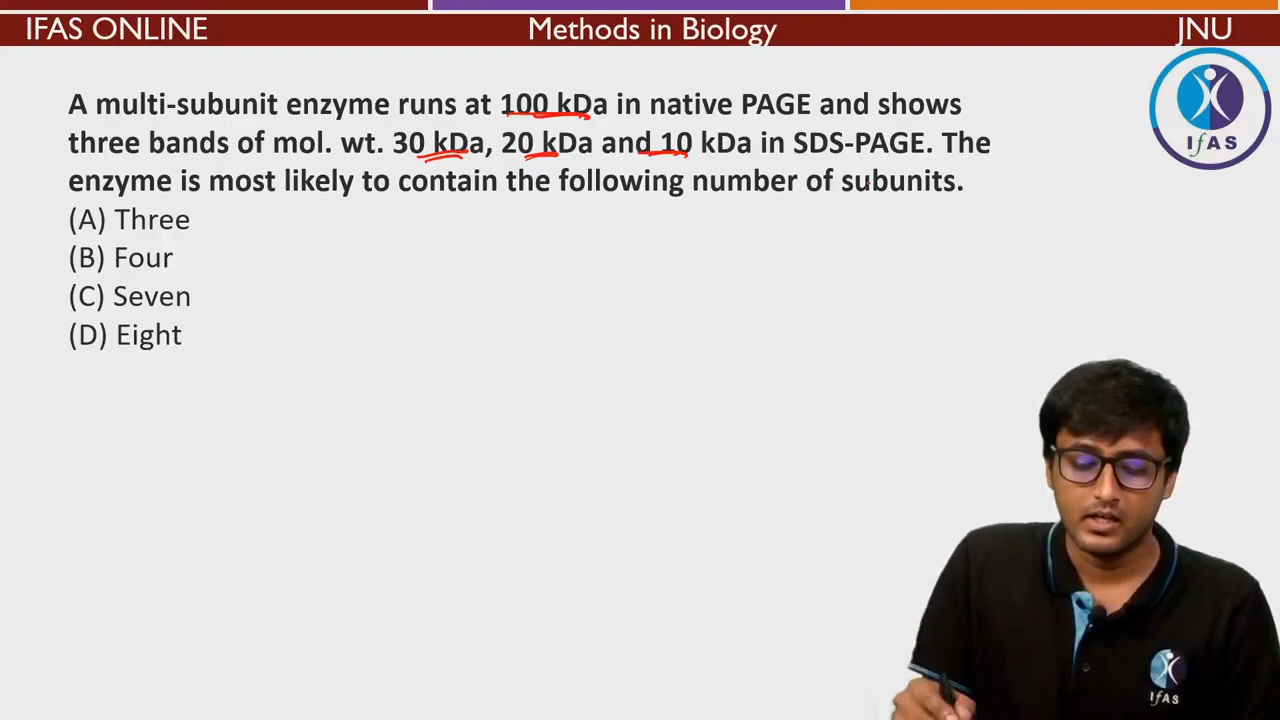 IFAS ONLINE Methods in Biology JNU
A multi-subunit enzyme runs at 100 kDa in native PAGE and shows
three bands of mol. wt. 30 kDa, 20 kDa and 10 kDa in SDS-PAGE. The
enzyme is most likely to contain the following number of subunits.
(A) Three
(B) Four
(C) Seven
(D) Eight
IfAS
IfAS